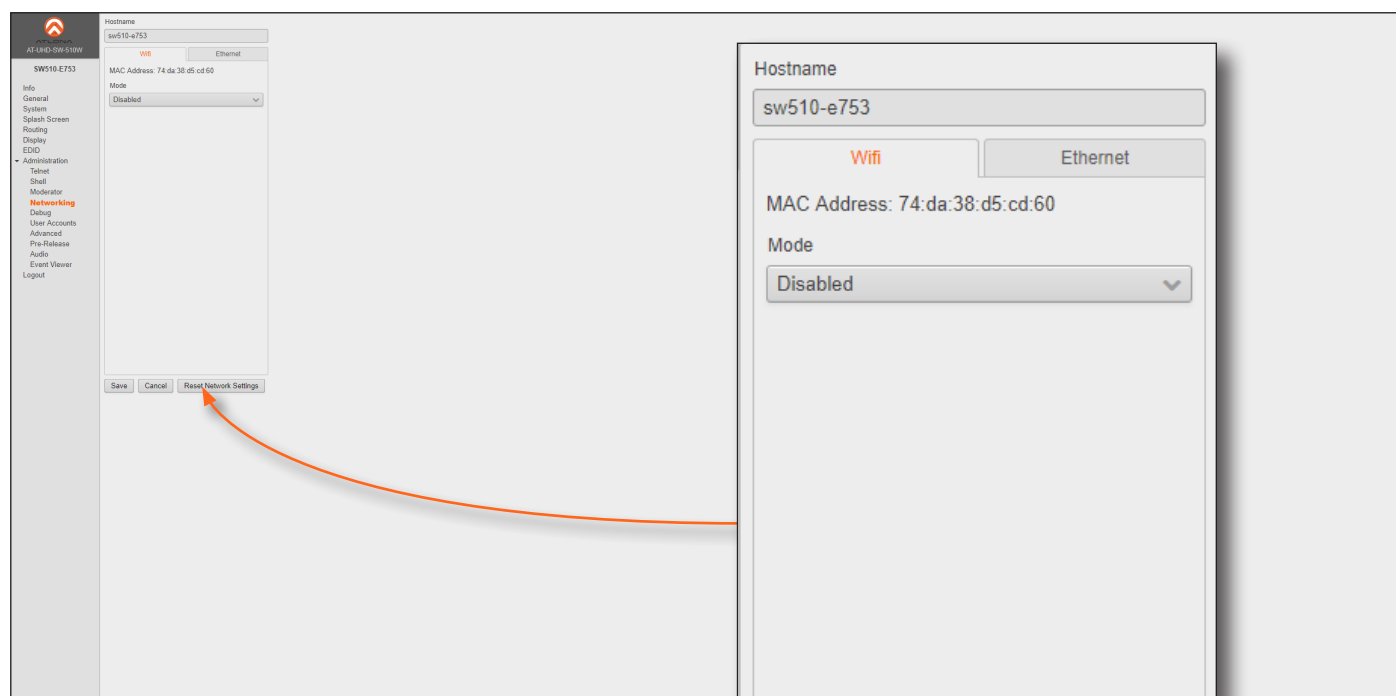 ATLONA
AT-UHD-SW-510W
SW510-E753
Info
General
System
Splash Screen
Routing
Display
EDID
Administration
Telnet
Shell
Moderator
Networking
Debug
User Accounts
Advanced
Pre-Release
Audio
Event Viewer
Logout
Hostname
sw510-e753
Wifi Ethernet
MAC Address: 74:da:38:d5:cd:60
Mode
Disabled
Save Cancel Reset Network Settings
Hostname
sw510-e753
Wifi Ethernet
MAC Address: 74:da:38:d5:cd:60
Mode
Disabled